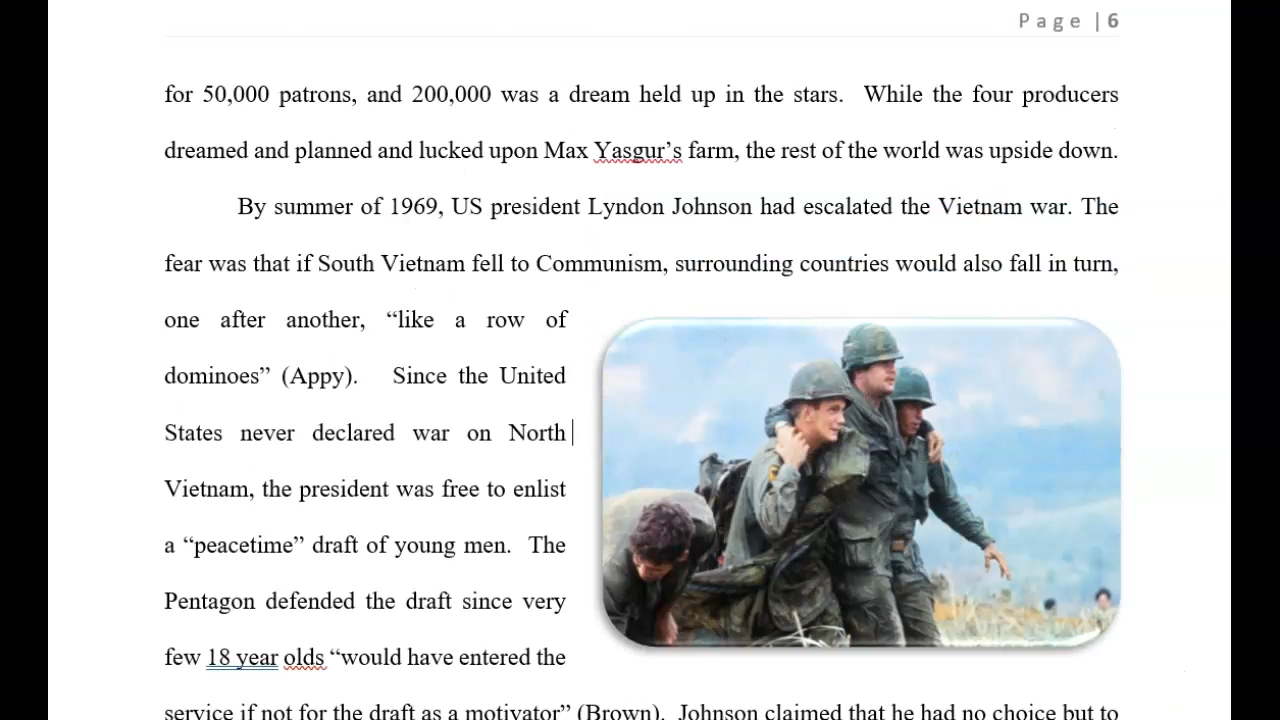 Page | 6
for 50,000 patrons, and 200,000 was a dream held up in the stars.  While the four producers
dreamed and planned and lucked upon Max Yasgur’s farm, the rest of the world was upside down.
By summer of 1969, US president Lyndon Johnson had escalated the Vietnam war. The
fear was that if South Vietnam fell to Communism, surrounding countries would also fall in turn,
one after another, “like a row of
dominoes” (Appy).   Since the United
States never declared war on North
Vietnam, the president was free to enlist
a “peacetime” draft of young men.  The
Pentagon defended the draft since very
few 18 year olds “would have entered the
service if not for the draft as a motivator” (Brown).  Johnson claimed that he had no choice but to